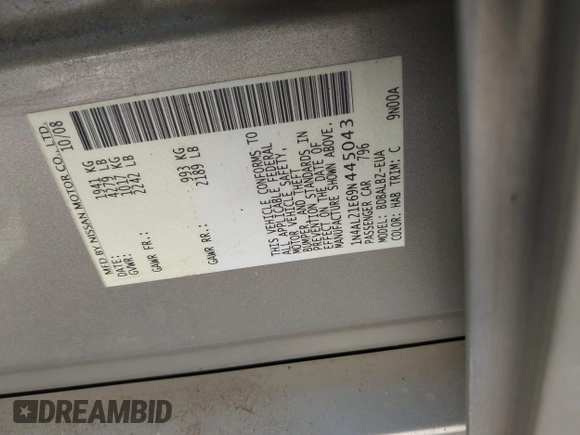 MFD BY NISSAN MOTOR CO., LTD.
DATE: 10/08
GVWR: 1941 KG
4279 LB
GAWR FR.: 1017 KG
2242
GAWR RR.: 993 KG
2189 LB
THIS VEHICLE CONFORMS TO
ALL APPLICABLE FEDERAL
MOTOR VEHICLE SAFETY,
BUMPER, AND THEFT
PREVENTION STANDARDS IN
EFFECT ON THE DATE OF
MANUFACTURE SHOWN ABOVE.
1N4AL21E69N445043
PASSENGER CAR 796
MODEL: BDBALBZ-EUA 9N00A
COLOR: HAB TRIM: C
DREAMBID